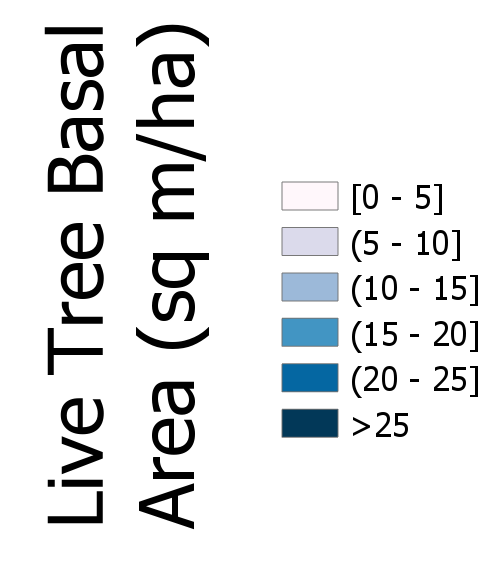 Live Tree Basal
Area (sq m/ha)
[0 - 5]
(5 - 10]
(10 - 15]
(15 - 20]
(20 - 25]
>25